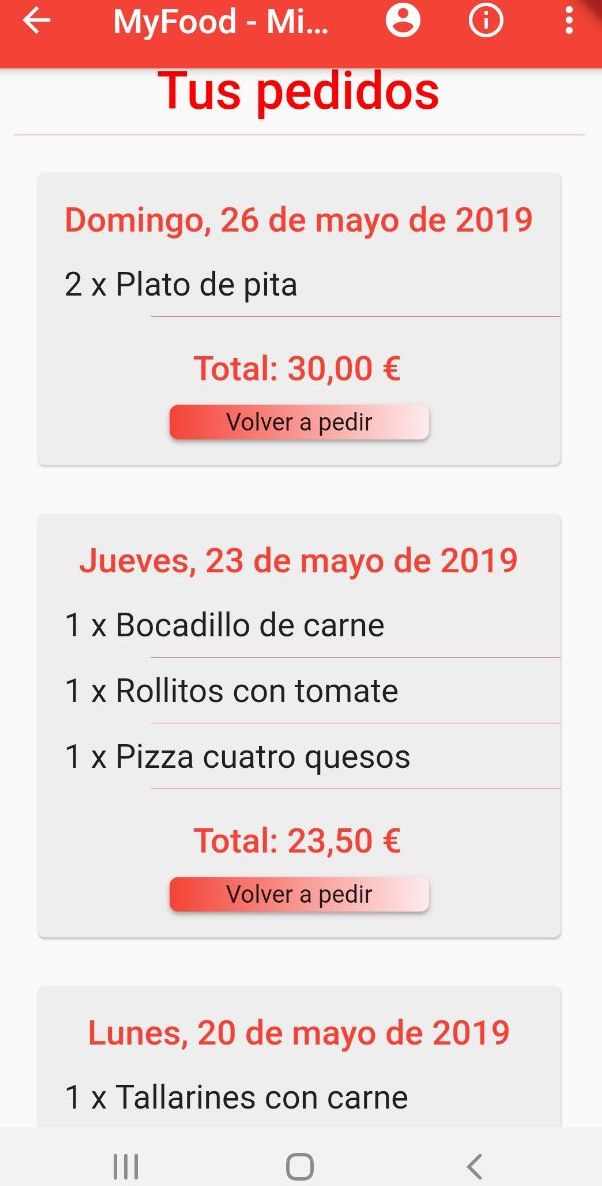 MyFood - Mi...
Tus pedidos
Domingo, 26 de mayo de 2019
2 x Plato de pita
Total: 30,00 €
Volver a pedir
Jueves, 23 de mayo de 2019
1 x Bocadillo de carne
1 x Rollitos con tomate
1 x Pizza cuatro quesos
Total: 23,50 €
Volver a pedir
Lunes, 20 de mayo de 2019
1 x Tallarines con carne